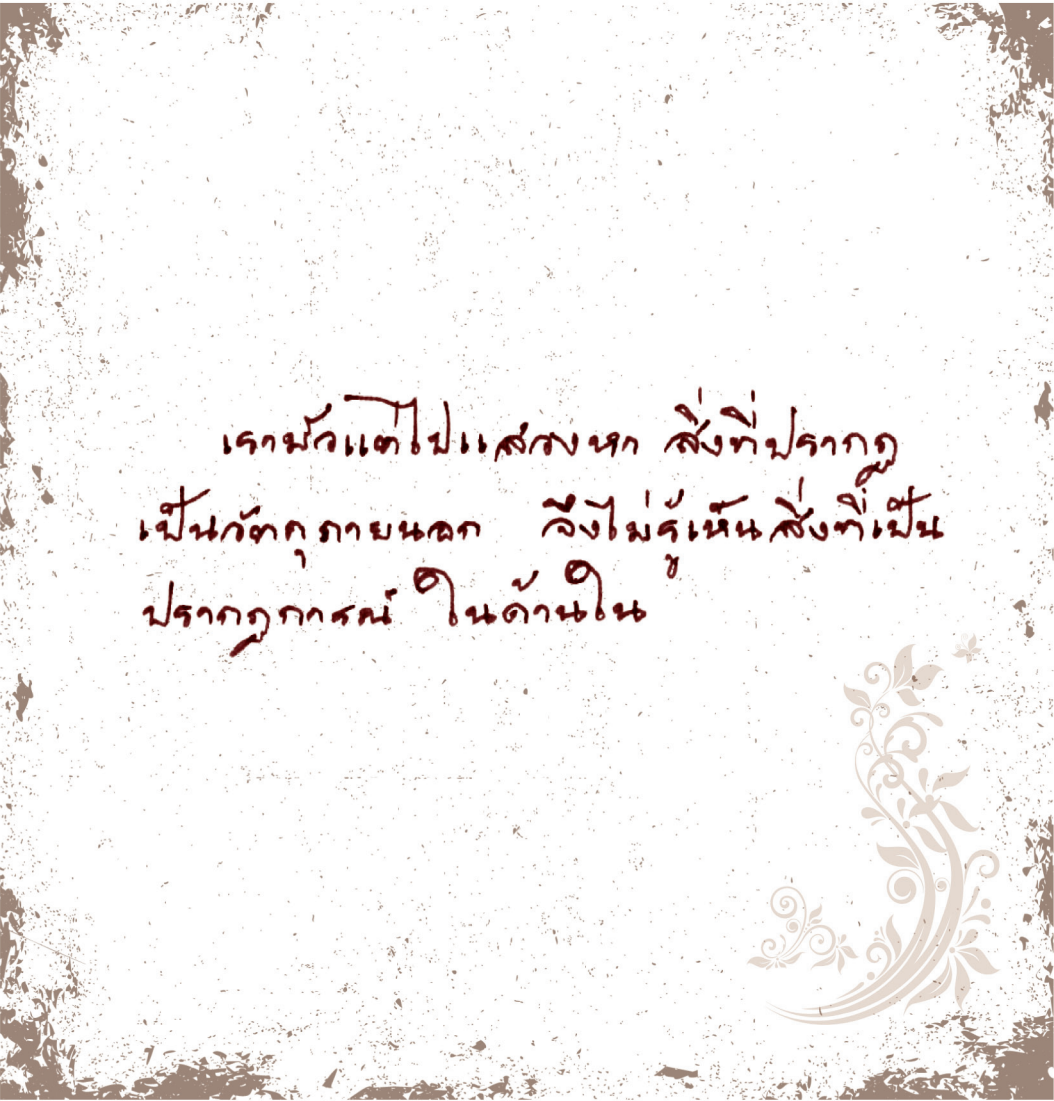 เรามัวแต่ไปแสวงหา สิ่งที่ปรากฏ
เป็นวัตถุภายนอก จึงไม่รู้เห็นสิ่งที่เป็น
ปรากฏการณ์ ในด้านใน